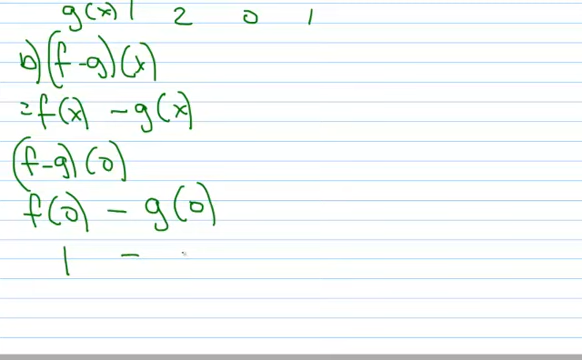 g(x) | 2 0 1
b) (f-g)(x)
= f(x) - g(x)
(f-g)(0)
f(0) - g(0)
1 -